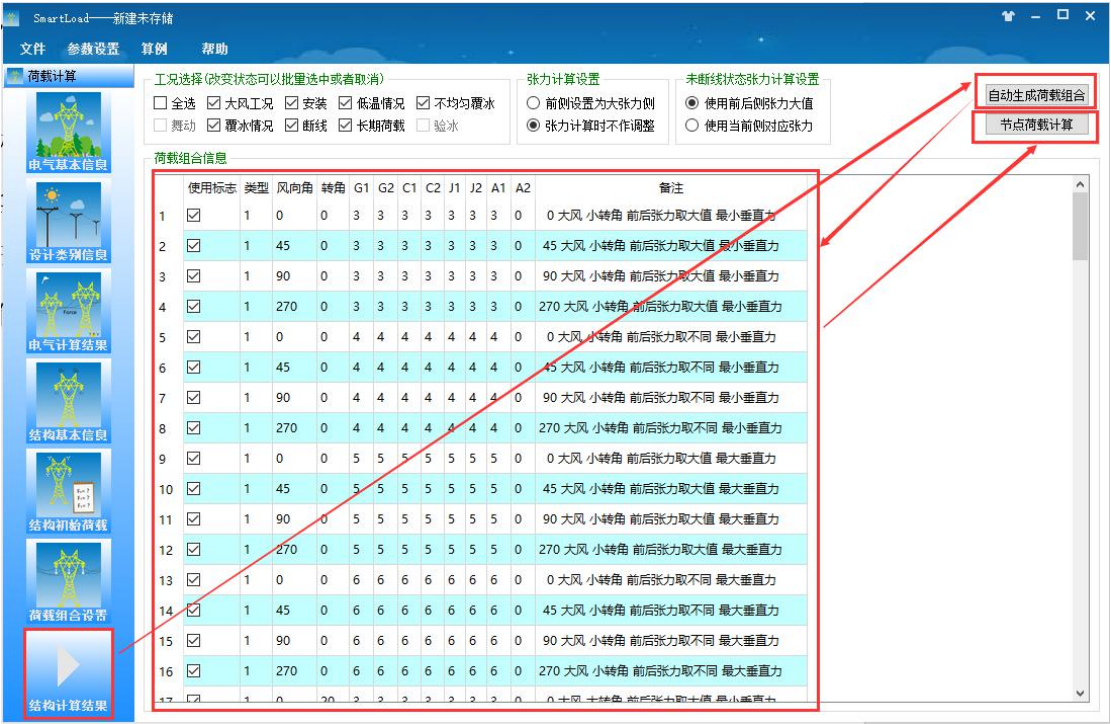 SmartLoad——新建未存储
文件 参数设置 算例 帮助
荷载计算
电气基本信息
设计类别信息
Force
电气计算结果
结构基本信息
结构初始荷载
荷载组合设置
结构计算结果
工况选择(改变状态可以批量选中或者取消)
全选 大风工况 安装 低温情况 不均匀覆冰
舞动 覆冰情况 断线 长期荷载 验冰
张力计算设置
前侧设置为大张力侧
张力计算时不作调整
未断线状态张力计算设置
使用前后侧张力大值
使用当前侧对应张力
自动生成荷载组合
节点荷载计算
荷载组合信息
使用标志 类型 风向角 转角 G1 G2 C1 C2 J1 J2 A1 A2 备注
1 1 0 0 3 3 3 3 3 3 3 0 0 大风 小转角 前后张力取大值 最小垂直力
2 1 45 0 3 3 3 3 3 3 3 0 45 大风 小转角 前后张力取大值 最小垂直力
3 1 90 0 3 3 3 3 3 3 3 0 90 大风 小转角 前后张力取大值 最小垂直力
4 1 270 0 3 3 3 3 3 3 3 0 270 大风 小转角 前后张力取大值 最小垂直力
5 1 0 0 4 4 4 4 4 4 4 0 0 大风 小转角 前后张力取不同 最小垂直力
6 1 45 0 4 4 4 4 4 4 4 0 45 大风 小转角 前后张力取不同 最小垂直力
7 1 90 0 4 4 4 4 4 4 4 0 90 大风 小转角 前后张力取不同 最小垂直力
8 1 270 0 4 4 4 4 4 4 4 0 270 大风 小转角 前后张力取不同 最小垂直力
9 1 0 0 5 5 5 5 5 5 5 0 0 大风 小转角 前后张力取大值 最大垂直力
10 1 45 0 5 5 5 5 5 5 5 0 45 大风 小转角 前后张力取大值 最大垂直力
11 1 90 0 5 5 5 5 5 5 5 0 90 大风 小转角 前后张力取大值 最大垂直力
12 1 270 0 5 5 5 5 5 5 5 0 270 大风 小转角 前后张力取大值 最大垂直力
13 1 0 0 6 6 6 6 6 6 6 0 0 大风 小转角 前后张力取不同 最大垂直力
14 1 45 0 6 6 6 6 6 6 6 0 45 大风 小转角 前后张力取不同 最大垂直力
15 1 90 0 6 6 6 6 6 6 6 0 90 大风 小转角 前后张力取不同 最大垂直力
16 1 270 0 6 6 6 6 6 6 6 0 270 大风 小转角 前后张力取不同 最大垂直力
17 1 0 20 3 3 3 3 3 3 3 0 0 大风 大转角 前后张力取大值 最小垂直力